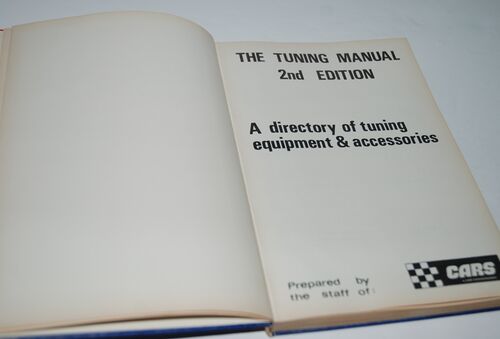 THE TUNING MANUAL
2nd EDITION
A directory of tuning
equipment & accessories
Prepared by
the staff of:
CARS